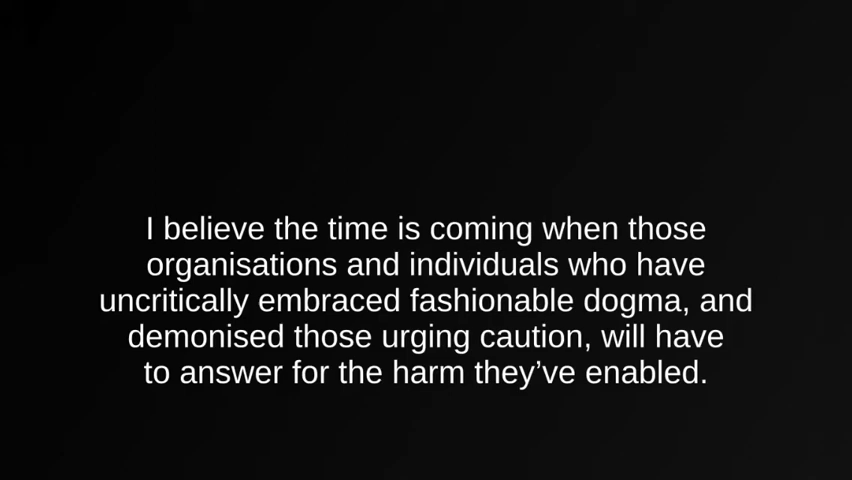 I believe the time is coming when those
organisations and individuals who have
uncritically embraced fashionable dogma, and
demonised those urging caution, will have
to answer for the harm they’ve enabled.